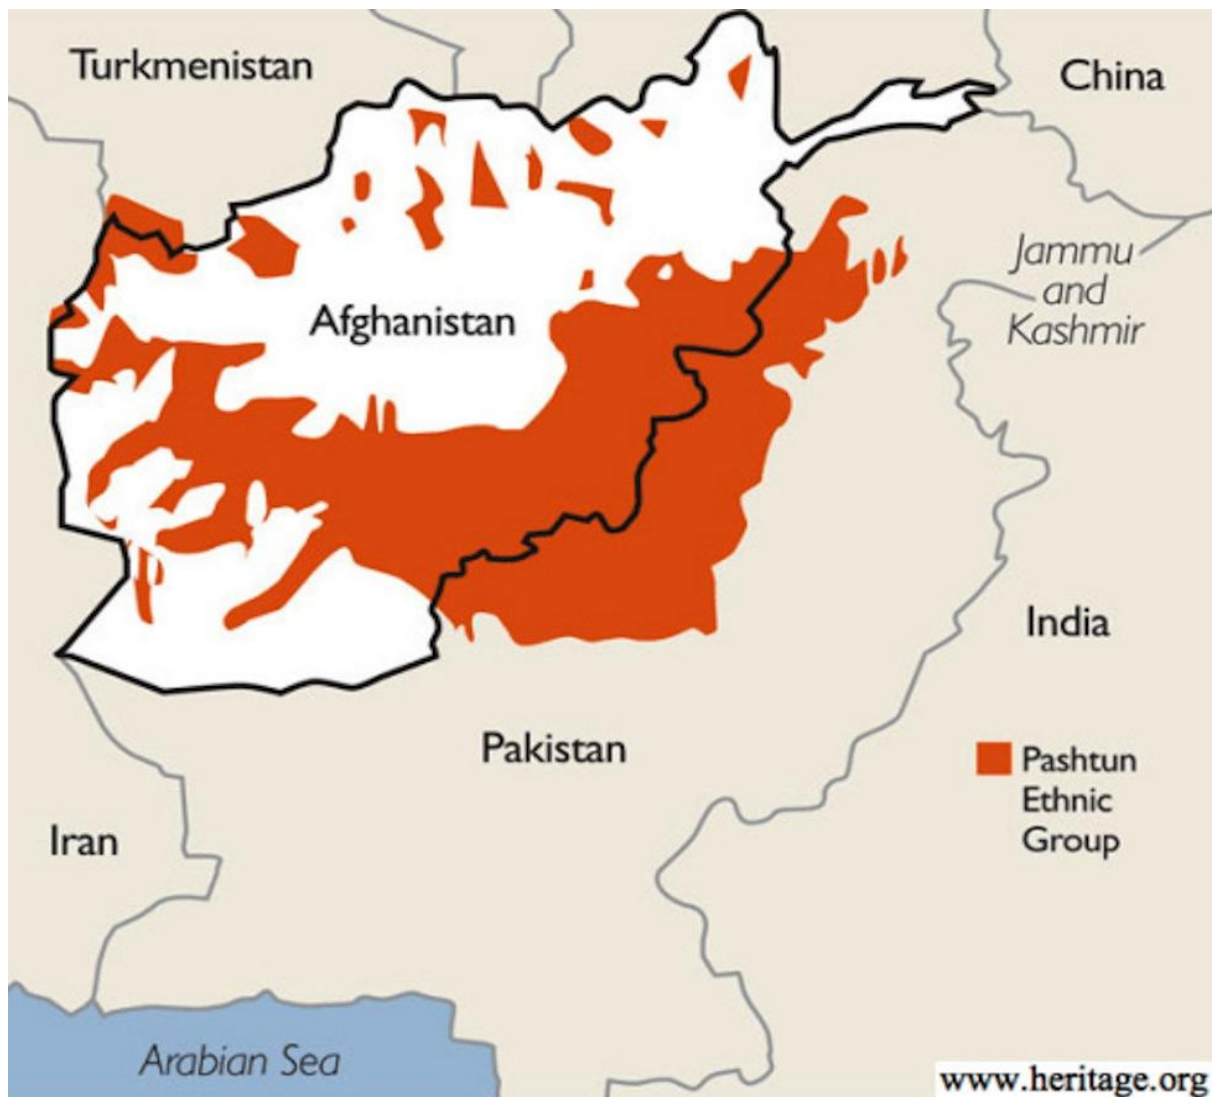 Turkmenistan
China
Jammu
and
Kashmir
Afghanistan
India
Pakistan
Pashtun
Ethnic
Group
Iran
Arabian Sea
www.heritage.org